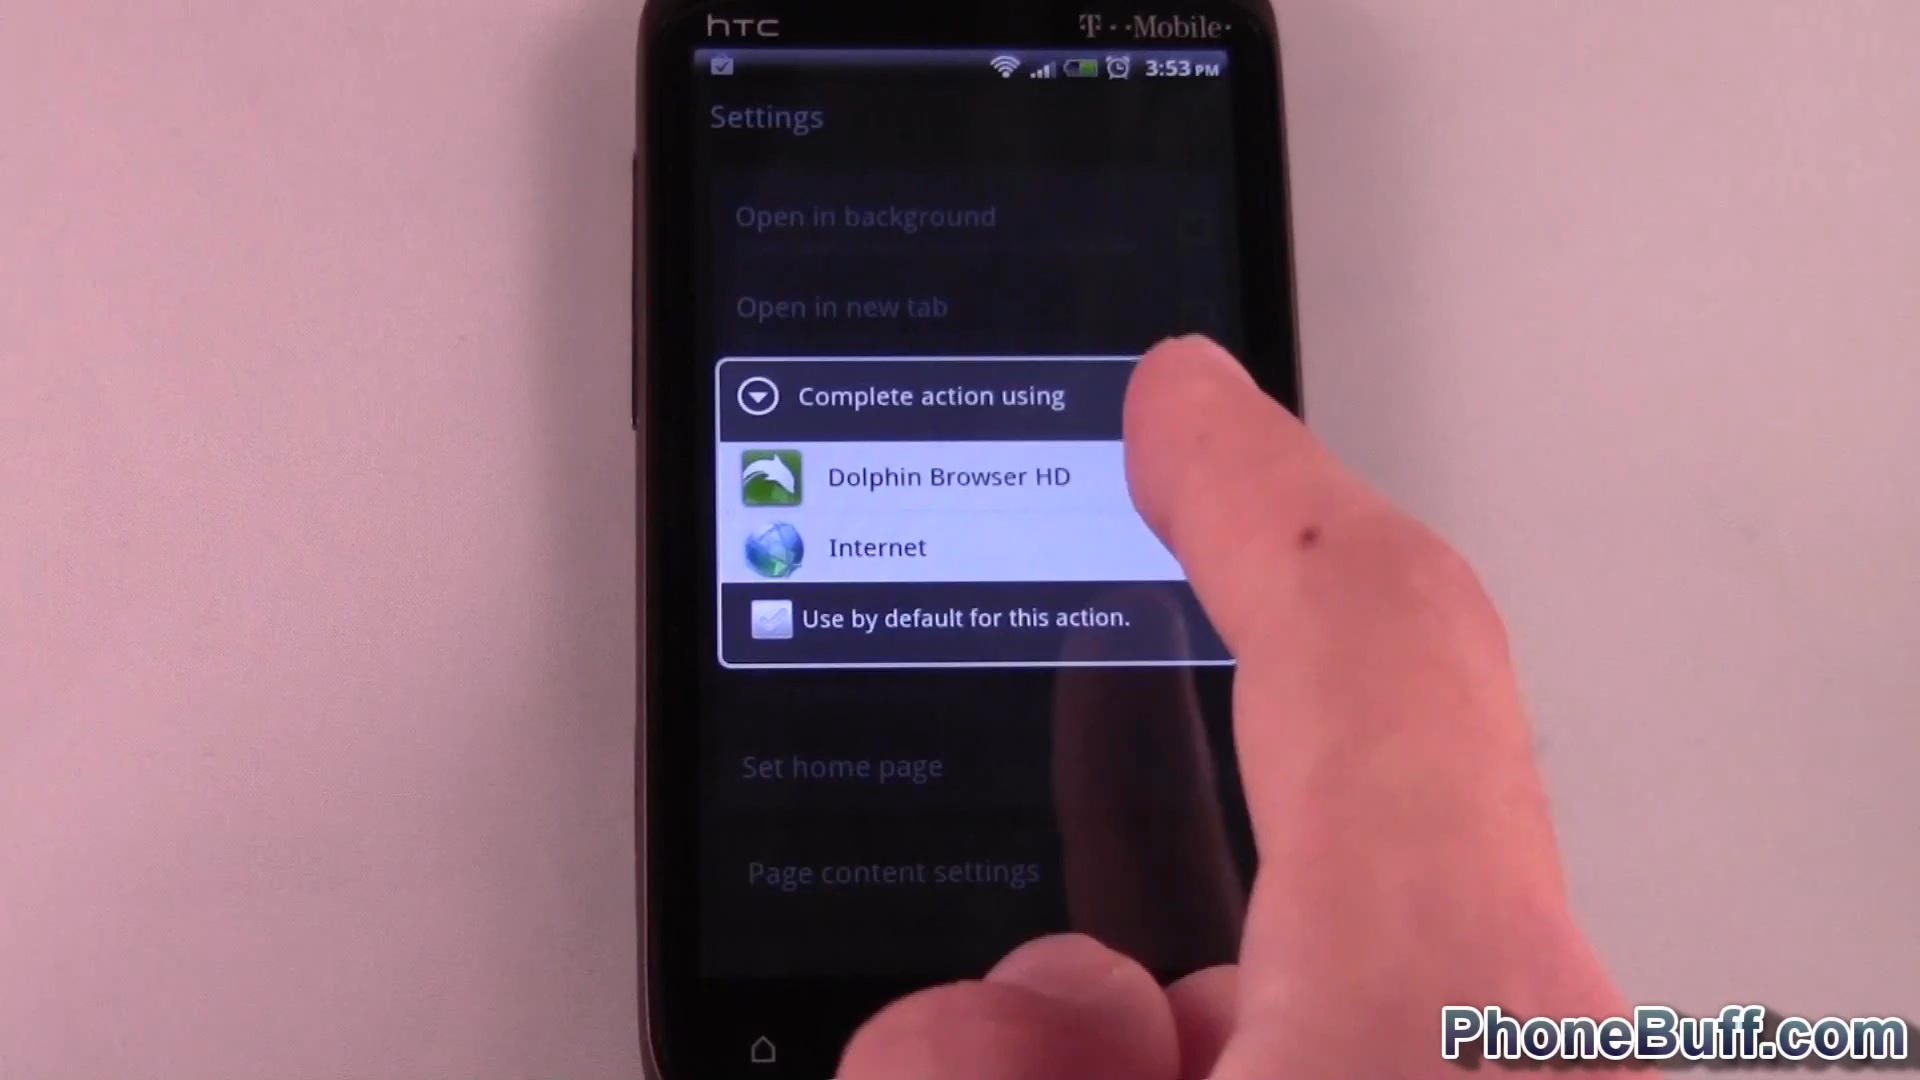 hTC
T··Mobile·
3:53 PM
Settings
Open in background
Open in new tab
Complete action using
Dolphin Browser HD
Internet
Use by default for this action.
Set home page
Page content settings
PhoneBuff.com